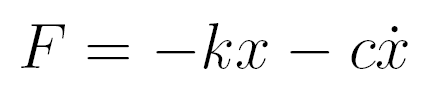 F = −kx − cẋ